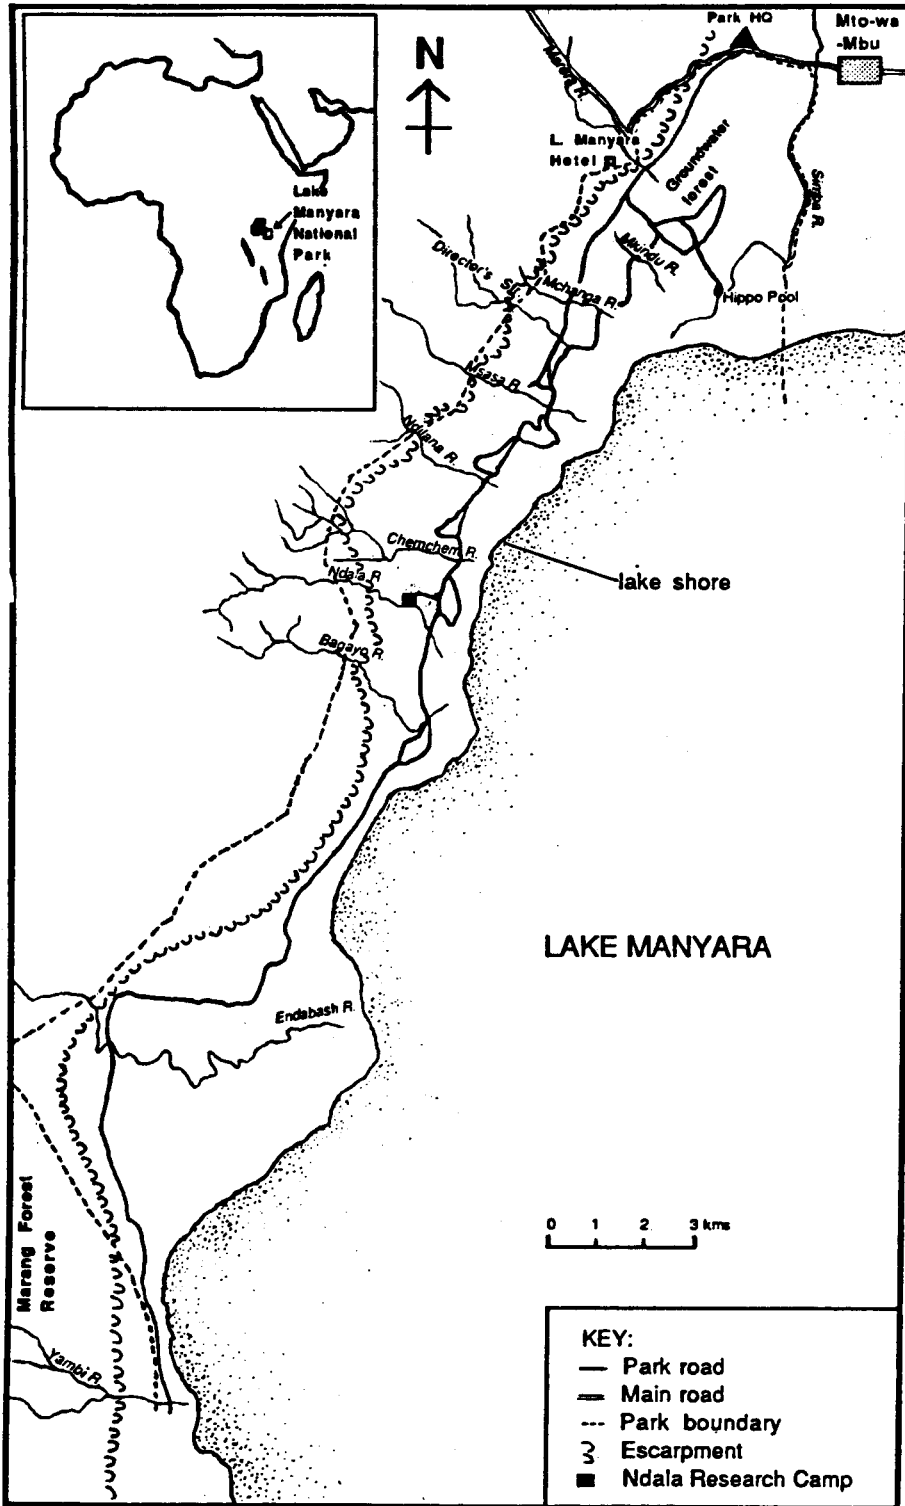 Park HQ
Mto-wa
-Mbu
N
Marera R.
L. Manyara
Hotel
Groundwater
forest
Simba R.
Lake
Manyara
National
Park
Director's
St.
Mchanga R.
Hippo Pool
Msasa R.
Ndilana R.
Chemchem R.
lake shore
Ndala R
Bagayo R.
LAKE MANYARA
Endabash R.
Marang Forest
Reserve
0 1 2 3 kms
Yambi R.
KEY:
Park road
Main road
Park boundary
Escarpment
Ndala Research Camp